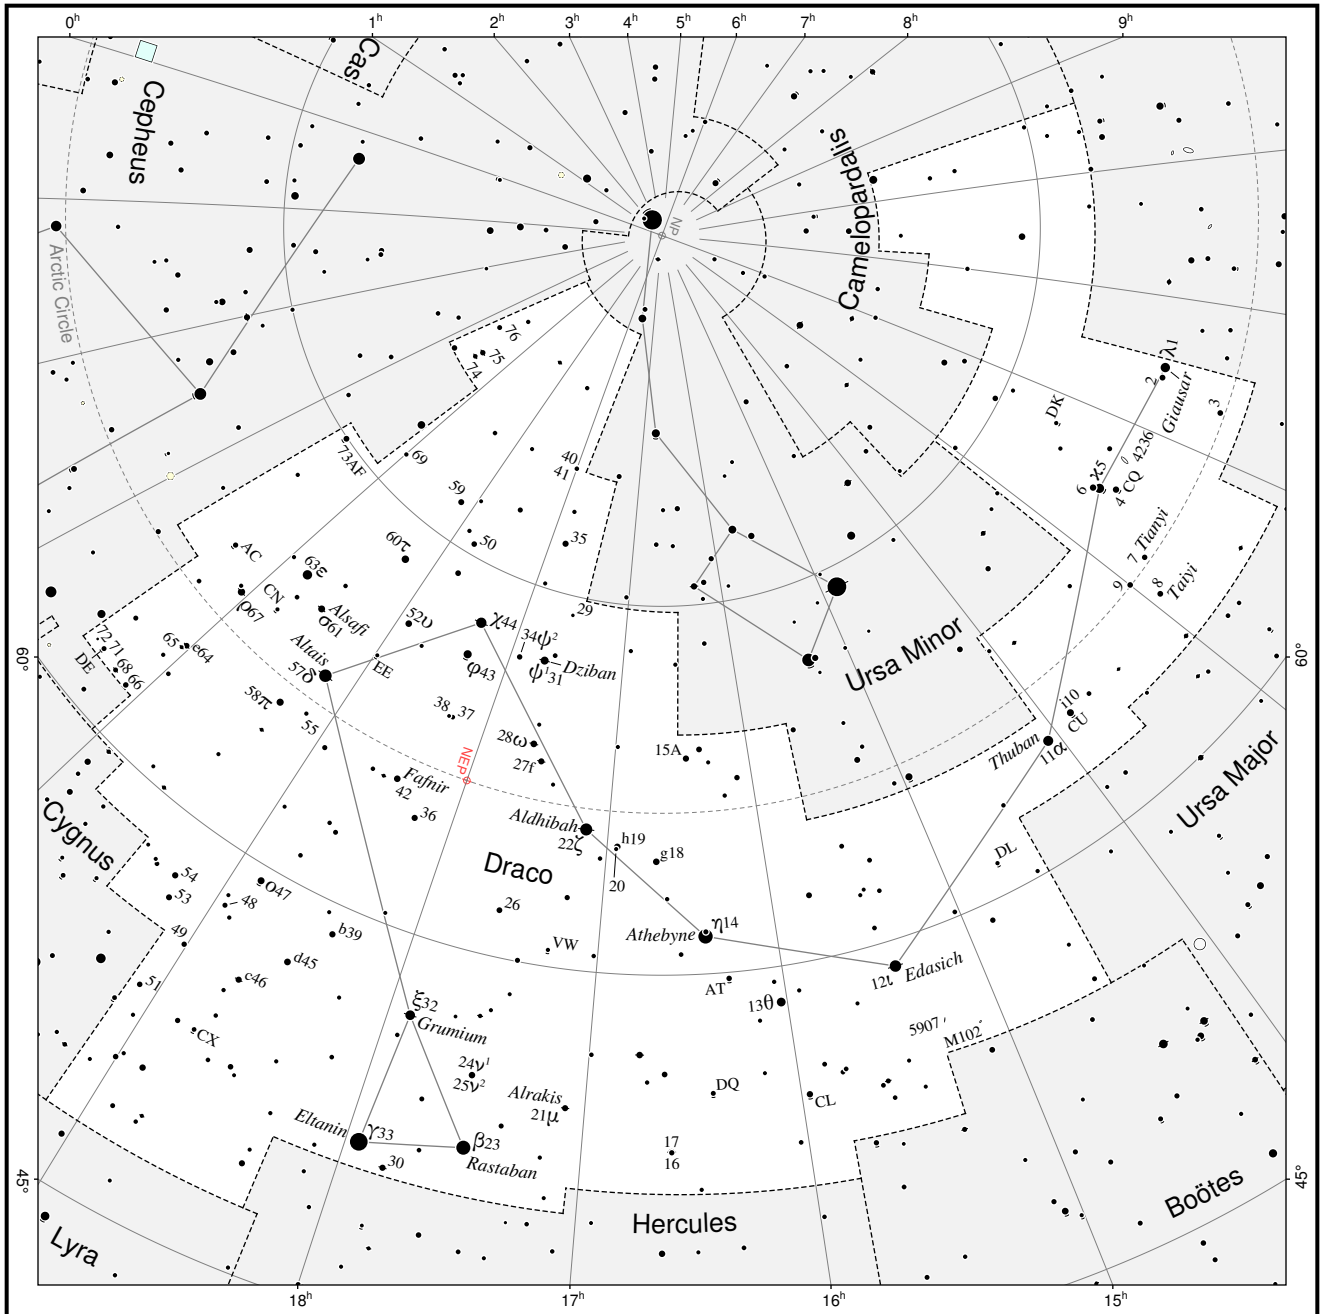 0h 1h 2h 3h 4h 5h 6h 7h 8h 9h
Cepheus
Cas
Camelopardalis
NP
Arctic Circle
76
75
74
λ1
2
Giausar
3
DK
4236
ϰ5
6
CQ
4
73AF
69
40
41
59
Tianyi
7
Taiyi
8
9
AC
60τ
50
35
63ε
CN
Ο67
Alsafi
σ61
52υ
χ44
34ψ2
29
72
71
68
66
DE
65
e64
Altais
57δ
EE
φ43
ψ1 31
Dziban
Ursa Minor
60°
60°
58π
55
38
37
28ω
27f
15A
i10
CU
Thuban
11α
NEP
Fafnir
42
36
Aldhibah
22ζ
h19
g18
20
Ursa Major
DL
Cygnus
Draco
54
53
Ο47
48
26
η14
Athebyne
49
b39
VW
d45
c46
51
AT
12ι
Edasich
13θ
ξ32
Grumium
CX
5907
M102
24ν1
25ν2
Alrakis
21μ
DQ
CL
Eltanin
γ33
β23
Rastaban
30
17
16
45°
45°
Lyra
Hercules
Boötes
18h 17h 16h 15h